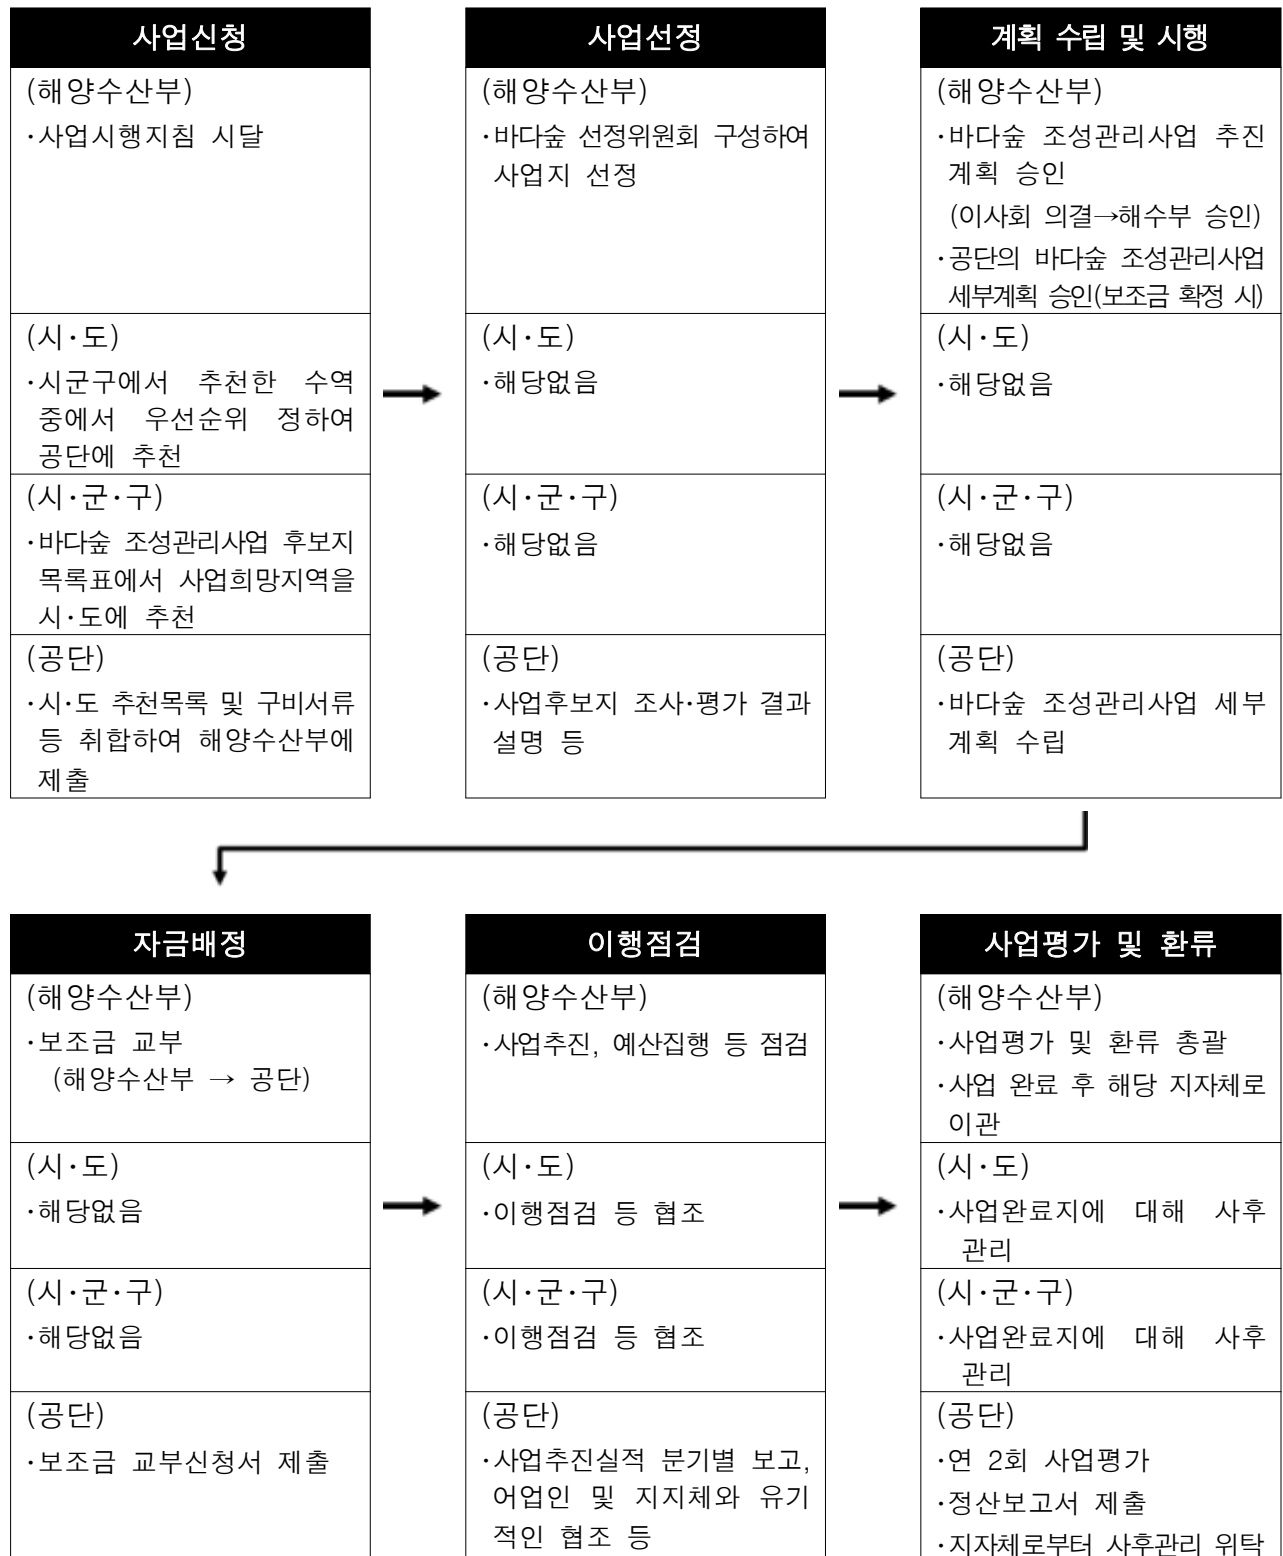 사업신청
(해양수산부)
·사업시행지침 시달
(시·도)
·시군구에서 추천한 수역
중에서 우선순위 정하여
공단에 추천
(시·군·구)
·바다숲 조성관리사업 후보지
목록표에서 사업희망지역을
시·도에 추천
(공단)
·시·도 추천목록 및 구비서류
등 취합하여 해양수산부에
제출
사업선정
(해양수산부)
·바다숲 선정위원회 구성하여
사업지 선정
(시·도)
·해당없음
(시·군·구)
·해당없음
(공단)
·사업후보지 조사·평가 결과
설명 등
계획 수립 및 시행
(해양수산부)
·바다숲 조성관리사업 추진
계획 승인
(이사회 의결→해수부 승인)
·공단의 바다숲 조성관리사업
세부계획 승인(보조금 확정 시)
(시·도)
·해당없음
(시·군·구)
·해당없음
(공단)
·바다숲 조성관리사업 세부
계획 수립
자금배정
(해양수산부)
·보조금 교부
(해양수산부 → 공단)
(시·도)
·해당없음
(시·군·구)
·해당없음
(공단)
·보조금 교부신청서 제출
이행점검
(해양수산부)
·사업추진, 예산집행 등 점검
(시·도)
·이행점검 등 협조
(시·군·구)
·이행점검 등 협조
(공단)
·사업추진실적 분기별 보고,
어업인 및 지지체와 유기
적인 협조 등
사업평가 및 환류
(해양수산부)
·사업평가 및 환류 총괄
·사업 완료 후 해당 지자체로
이관
(시·도)
·사업완료지에 대해 사후
관리
(시·군·구)
·사업완료지에 대해 사후
관리
(공단)
·연 2회 사업평가
·정산보고서 제출
·지자체로부터 사후관리 위탁